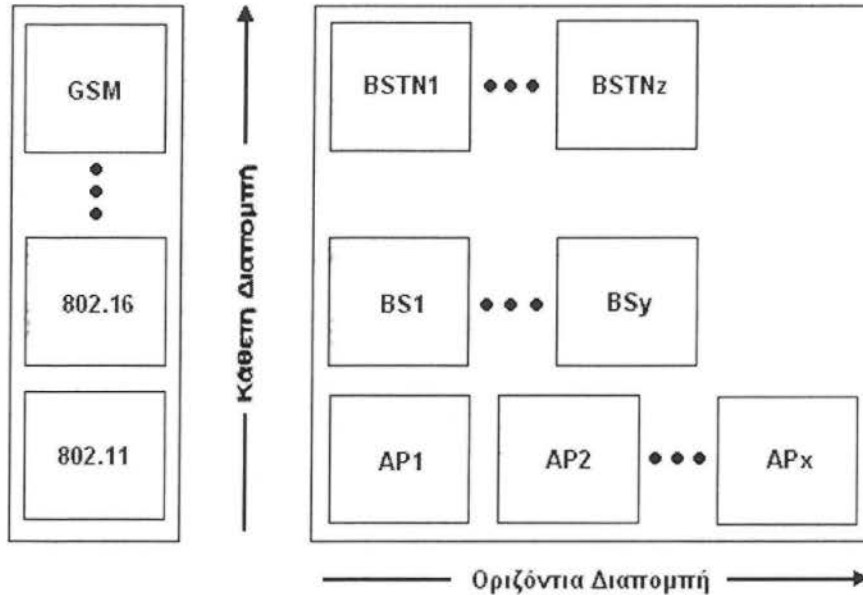 GSM
802.16
802.11
Κάθετη Διαπομπή
BSTN1
BSTNz
BS1
BSy
AP1
AP2
APx
Οριζόντια Διαπομπή